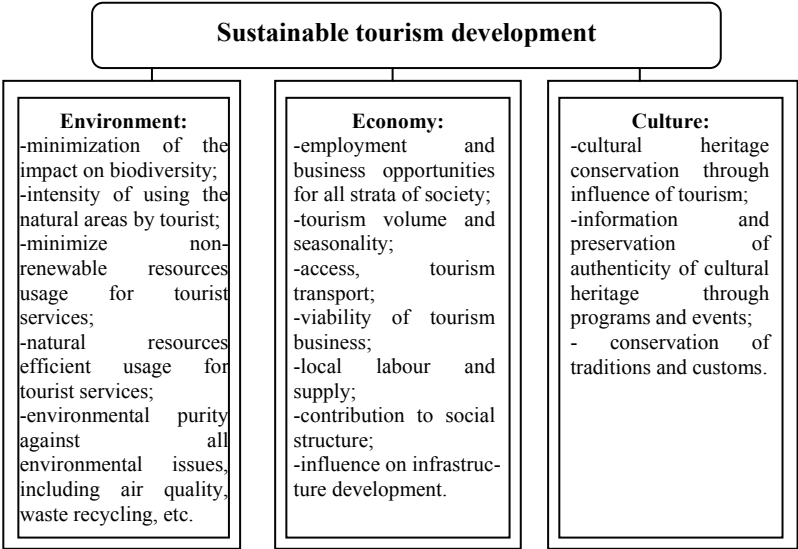 Sustainable tourism development
Environment:
-minimization of the
impact on biodiversity;
-intensity of using the
natural areas by tourist;
-minimize non-
renewable resources
usage for tourist
services;
-natural resources
efficient usage for
tourist services;
-environmental purity
against all
environmental issues,
including air quality,
waste recycling, etc.
Economy:
-employment and
business opportunities
for all strata of society;
-tourism volume and
seasonality;
-access, tourism
transport;
-viability of tourism
business;
-local labour and
supply;
-contribution to social
structure;
-influence on infrastruc-
ture development.
Culture:
-cultural heritage
conservation through
influence of tourism;
-information and
preservation of
authenticity of cultural
heritage through
programs and events;
- conservation of
traditions and customs.